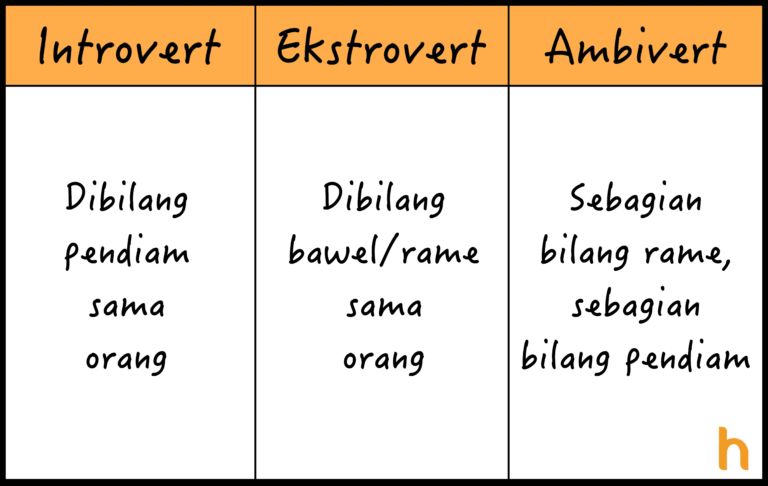 Introvert
Ekstrovert
Ambivert
Dibilang
pendiam
sama
orang
Dibilang
bawel/rame
sama
orang
Sebagian
bilang rame,
sebagian
bilang pendiam
h